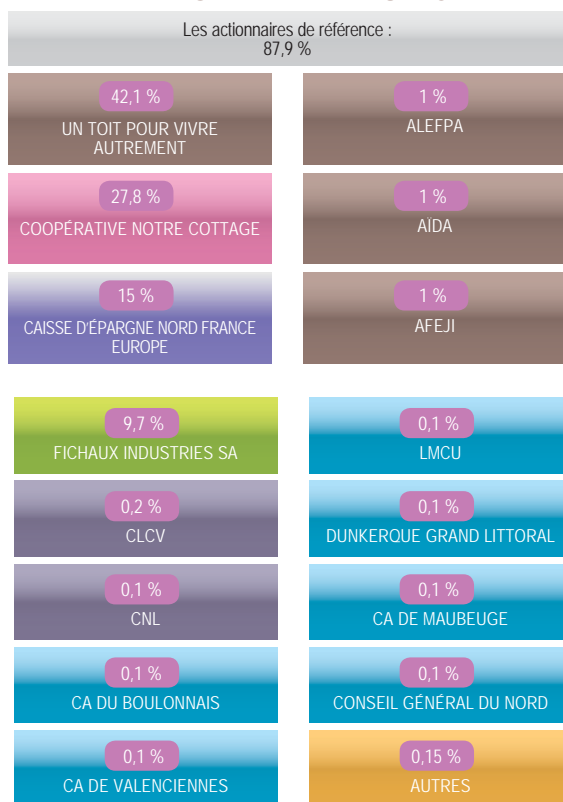 Les actionnaires de référence :
87,9 %
42,1 %
UN TOIT POUR VIVRE
AUTREMENT
1 %
ALEFPA
27,8 %
COOPÉRATIVE NOTRE COTTAGE
1 %
AÏDA
15 %
CAISSE D'ÉPARGNE NORD FRANCE
EUROPE
1 %
AFEJI
9,7 %
FICHAUX INDUSTRIES SA
0,1 %
LMCU
0,2 %
CLCV
0,1 %
DUNKERQUE GRAND LITTORAL
0,1 %
CNL
0,1 %
CA DE MAUBEUGE
0,1 %
CA DU BOULONNAIS
0,1 %
CONSEIL GÉNÉRAL DU NORD
0,1 %
CA DE VALENCIENNES
0,15 %
AUTRES